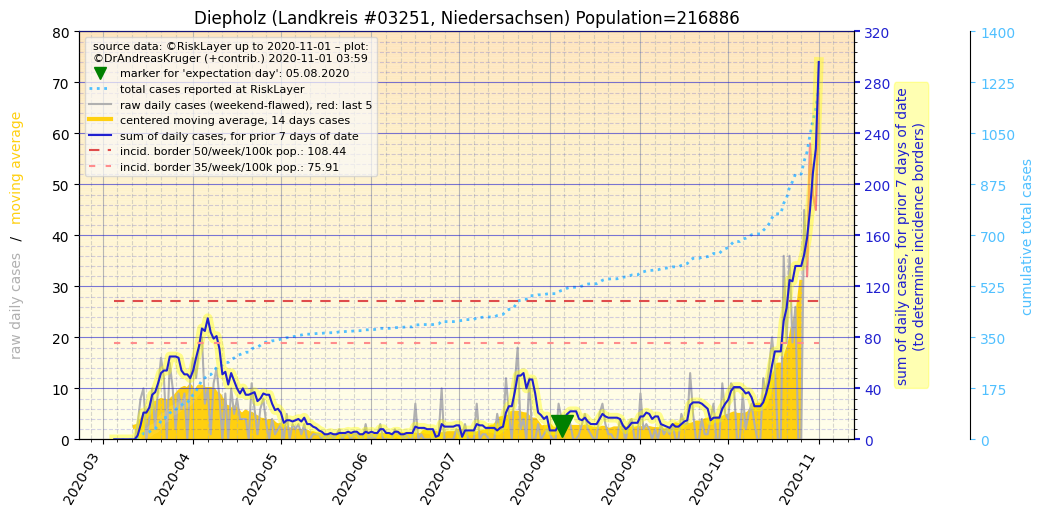 Diepholz (Landkreis #03251, Niedersachsen) Population=216886
source data: ©RiskLayer up to 2020-11-01 – plot:
©DrAndreasKruger (+contrib.) 2020-11-01 03:59
marker for 'expectation day': 05.08.2020
total cases reported at RiskLayer
raw daily cases (weekend-flawed), red: last 5
centered moving average, 14 days cases
sum of daily cases, for prior 7 days of date
incid. border 50/week/100k pop.: 108.44
incid. border 35/week/100k pop.: 75.91
raw daily cases / moving average
80
70
60
50
40
30
20
10
0
2020-03
2020-04
2020-05
2020-06
2020-07
2020-08
2020-09
2020-10
2020-11
320
280
240
200
160
120
80
40
0
sum of daily cases, for prior 7 days of date
(to determine incidence borders)
1400
1225
1050
875
700
525
350
175
0
cumulative total cases